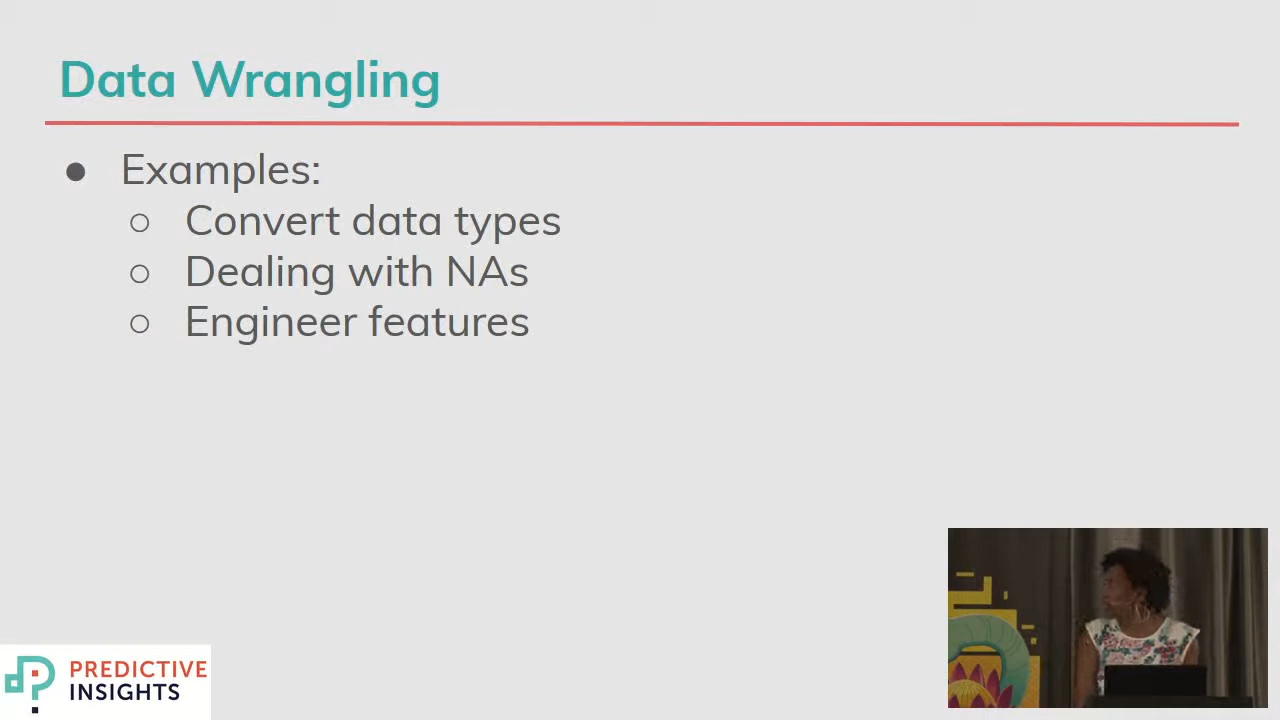 Data Wrangling
● Examples:
○ Convert data types
○ Dealing with NAs
○ Engineer features
PREDICTIVE
INSIGHTS